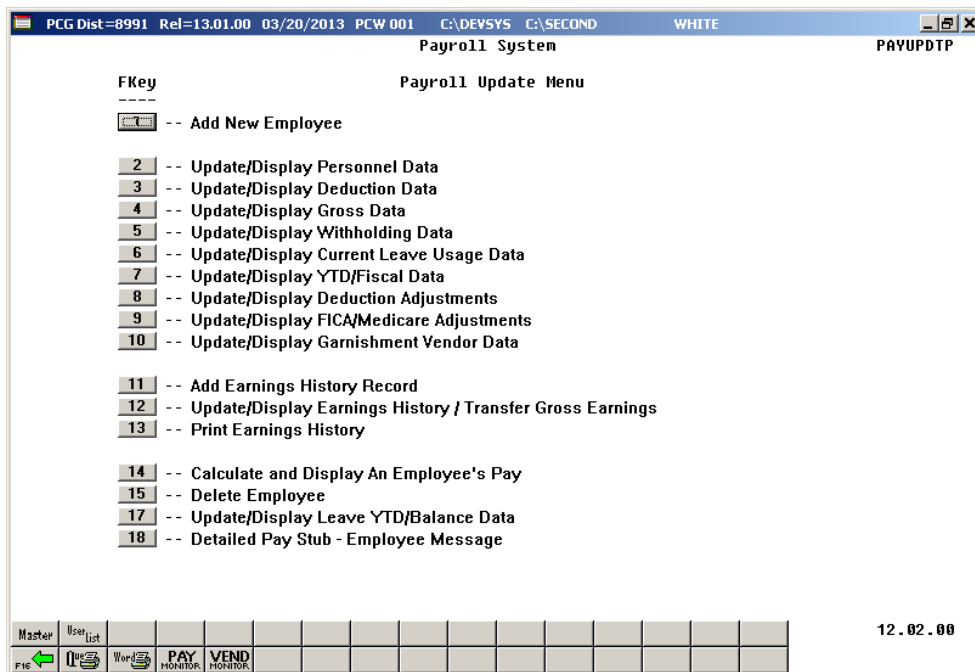 PCG Dist=8991 Rel=13.01.00 03/20/2013 PCW 001 C:\DEVSYS C:\SECOND WHITE
Payroll System PAYUPDTP
FKey Payroll Update Menu
----
1 -- Add New Employee
2 -- Update/Display Personnel Data
3 -- Update/Display Deduction Data
4 -- Update/Display Gross Data
5 -- Update/Display Withholding Data
6 -- Update/Display Current Leave Usage Data
7 -- Update/Display YTD/Fiscal Data
8 -- Update/Display Deduction Adjustments
9 -- Update/Display FICA/Medicare Adjustments
10 -- Update/Display Garnishment Vendor Data
11 -- Add Earnings History Record
12 -- Update/Display Earnings History / Transfer Gross Earnings
13 -- Print Earnings History
14 -- Calculate and Display An Employee's Pay
15 -- Delete Employee
17 -- Update/Display Leave YTD/Balance Data
18 -- Detailed Pay Stub - Employee Message
Master User List 12.02.00
F16 Que Word PAY MONITOR VEND MONITOR